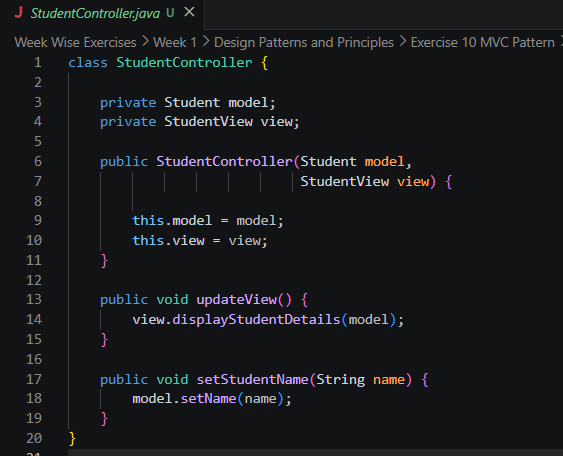 J StudentController.java U ×
Week Wise Exercises > Week 1 > Design Patterns and Principles > Exercise 10 MVC Pattern >
1 class StudentController {
2
3     private Student model;
4     private StudentView view;
5
6     public StudentController(Student model,
7                              StudentView view) {
8
9         this.model = model;
10         this.view = view;
11     }
12
13     public void updateView() {
14         view.displayStudentDetails(model);
15     }
16
17     public void setStudentName(String name) {
18         model.setName(name);
19     }
20 }
21